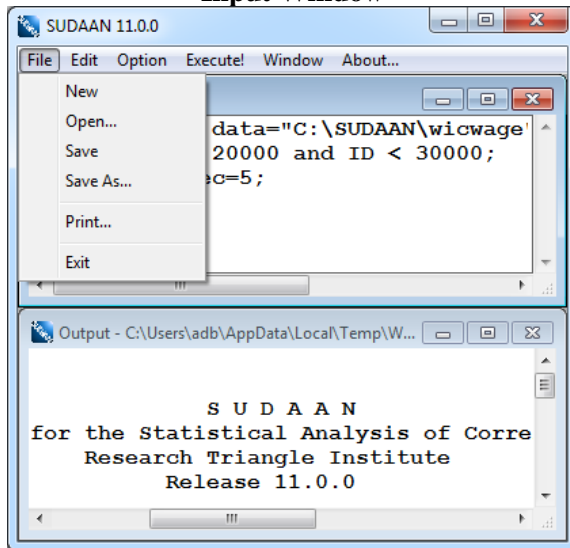 SUDAAN 11.0.0
File Edit Option Execute! Window About...
New
Open...
Save
Save As...
Print...
Exit
data="C:\SUDAAN\wicwage'
20000 and ID < 30000;
ec=5;
Output - C:\Users\adb\AppData\Local\Temp\W...
S U D A A N
for the Statistical Analysis of Corre
Research Triangle Institute
Release 11.0.0